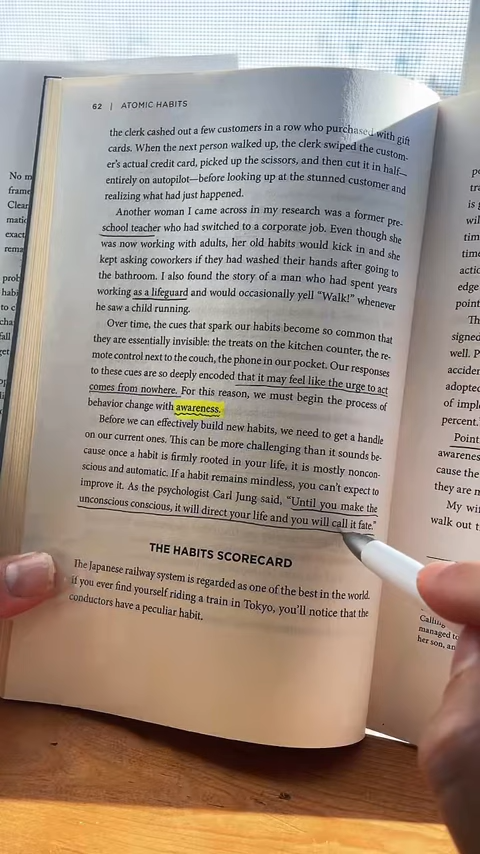 62 | ATOMIC HABITS
the clerk cashed out a few customers in a row who purchased with gift
cards. When the next person walked up, the clerk swiped the custom-
er's actual credit card, picked up the scissors, and then cut it in half—
entirely on autopilot—before looking up at the stunned customer and
realizing what had just happened.
Another woman I came across in my research was a former pre-
school teacher who had switched to a corporate job. Even though she
was now working with adults, her old habits would kick in and she
kept asking coworkers if they had washed their hands after going to
the bathroom. I also found the story of a man who had spent years
working as a lifeguard and would occasionally yell “Walk!” whenever
he saw a child running.
Over time, the cues that spark our habits become so common that
they are essentially invisible: the treats on the kitchen counter, the re-
mote control next to the couch, the phone in our pocket. Our responses
to these cues are so deeply encoded that it may feel like the urge to act
comes from nowhere. For this reason, we must begin the process of
behavior change with awareness.
Before we can effectively build new habits, we need to get a handle
on our current ones. This can be more challenging than it sounds be-
cause once a habit is firmly rooted in your life, it is mostly noncon-
scious and automatic. If a habit remains mindless, you can't expect to
improve it. As the psychologist Carl Jung said, “Until you make the
unconscious conscious, it will direct your life and you will call it fate.”
THE HABITS SCORECARD
The Japanese railway system is regarded as one of the best in the world.
If you ever find yourself riding a train in Tokyo, you'll notice that the
conductors have a peculiar habit.